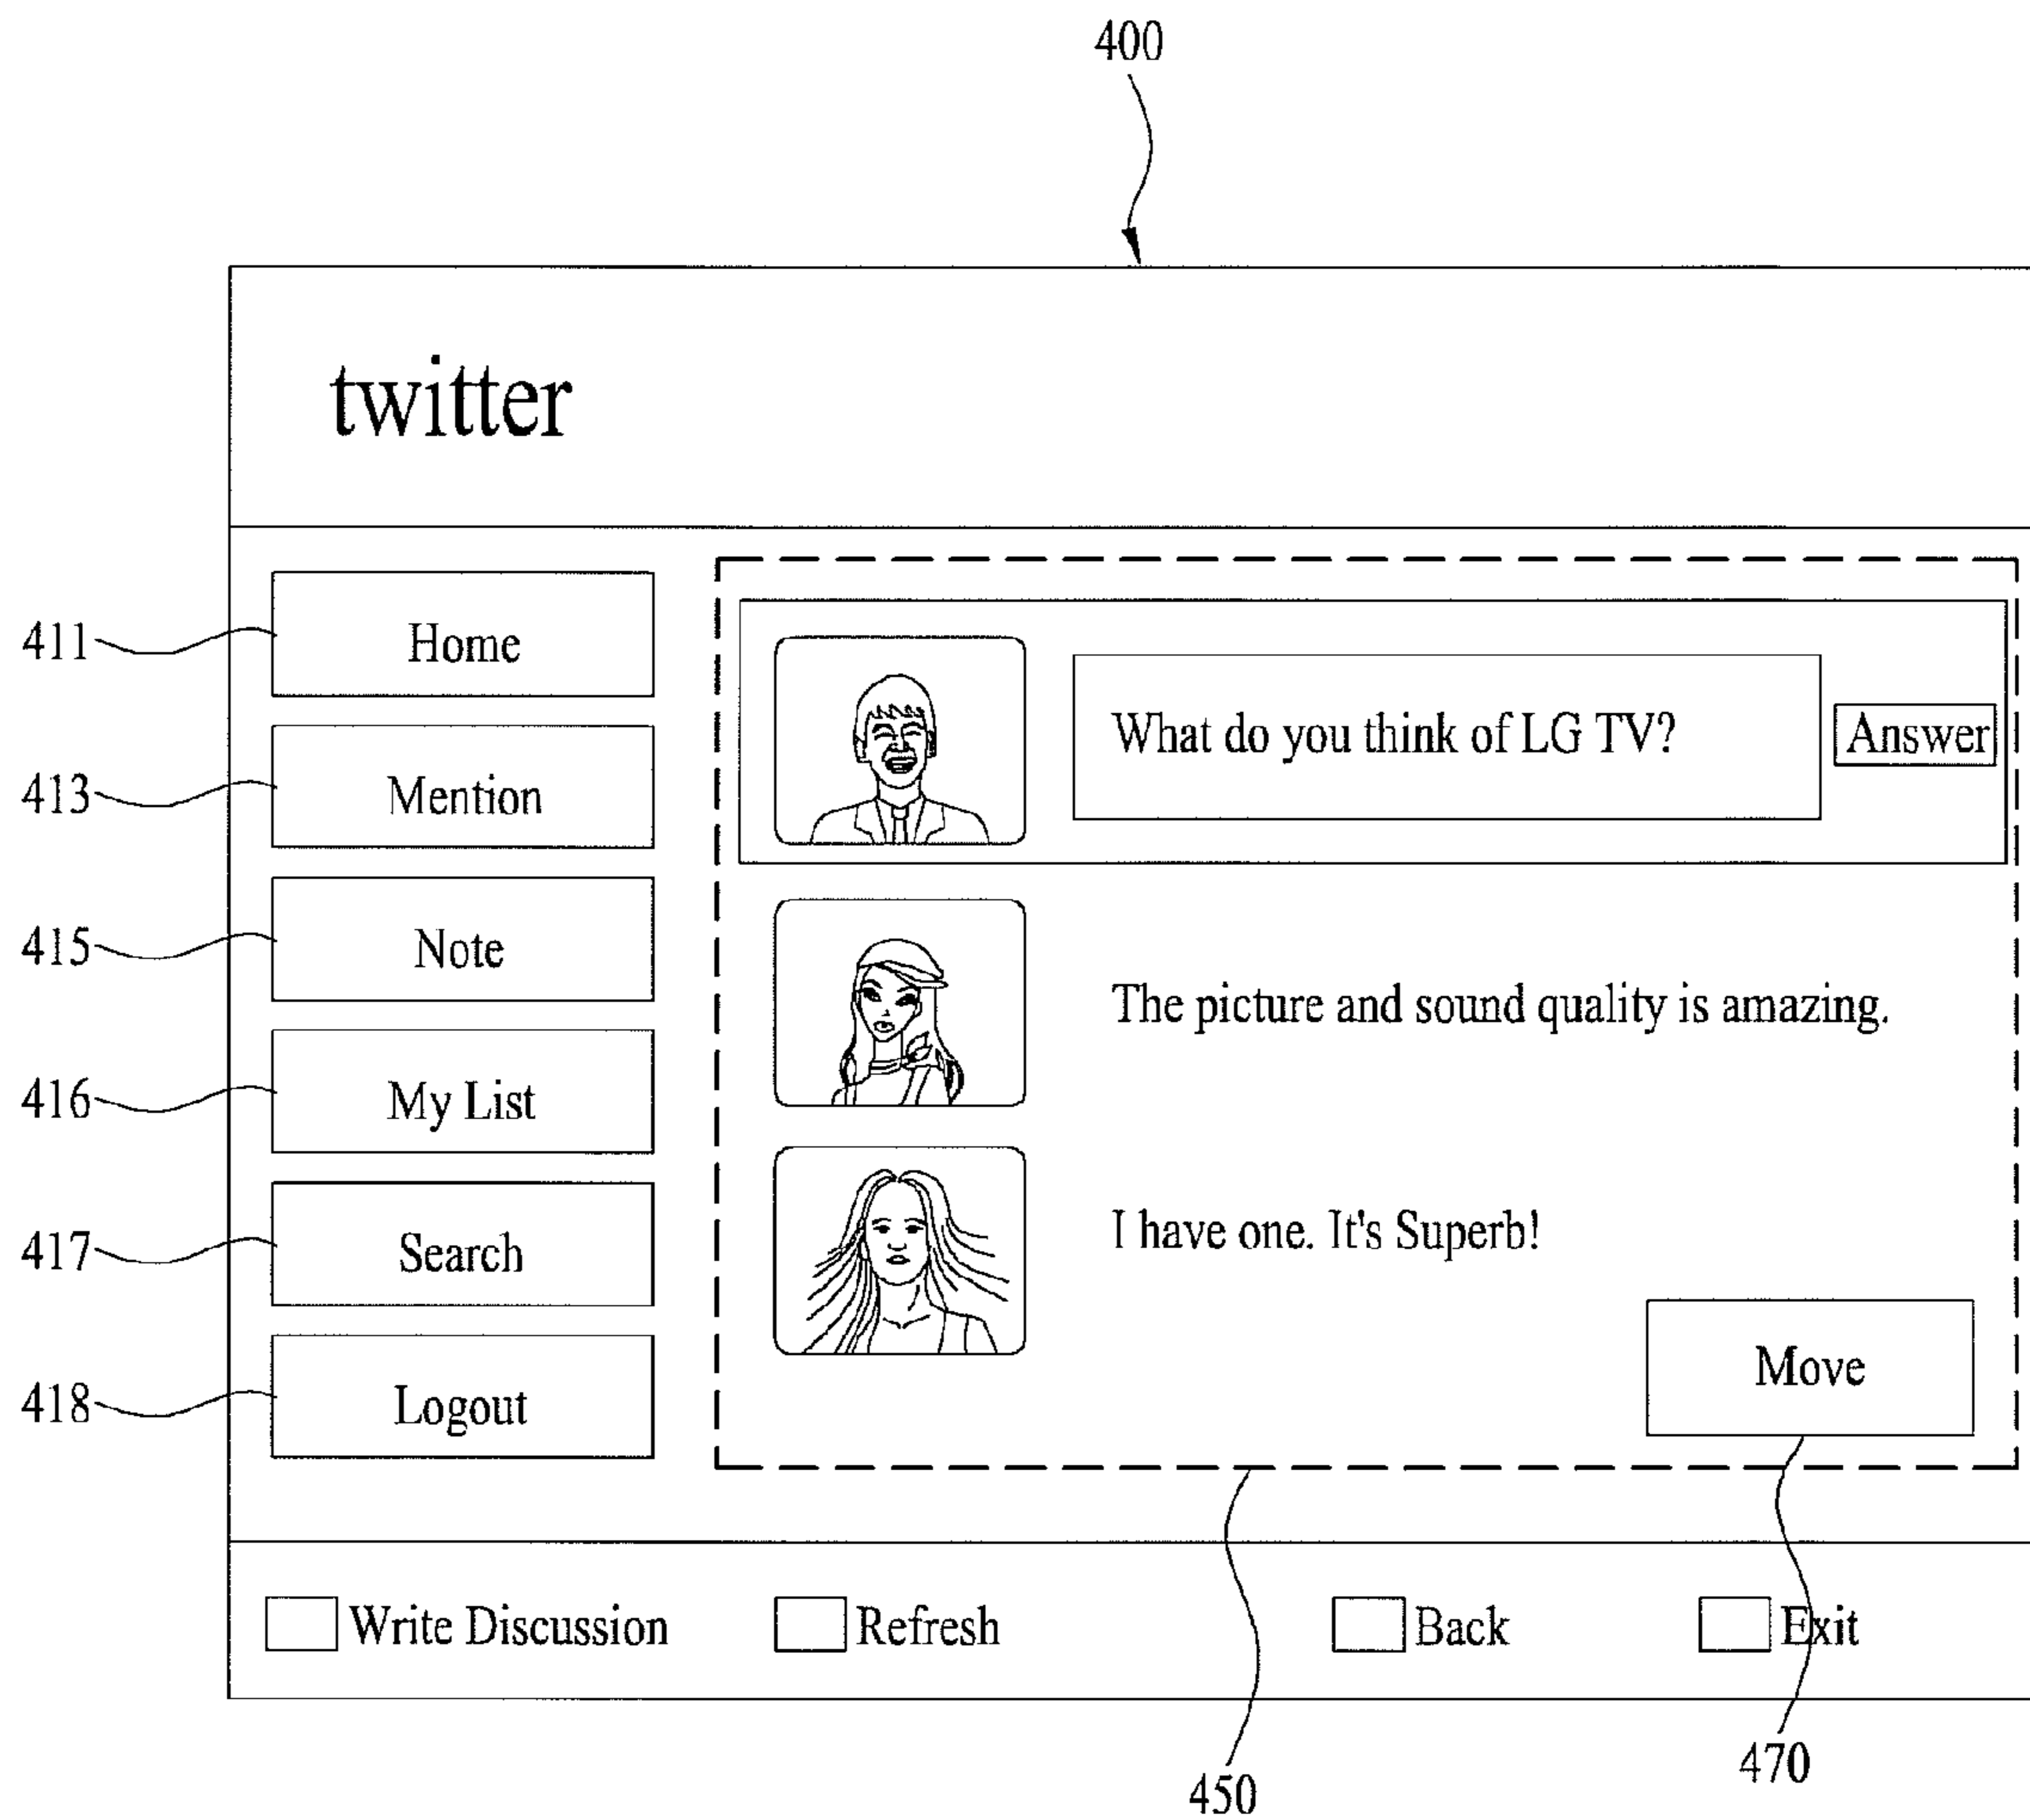 400
twitter
411 Home
What do you think of LG TV? Answer
413 Mention
415 Note
The picture and sound quality is amazing.
416 My List
417 Search
I have one. It's Superb!
418 Logout
Move
Write Discussion Refresh Back Exit
470
450